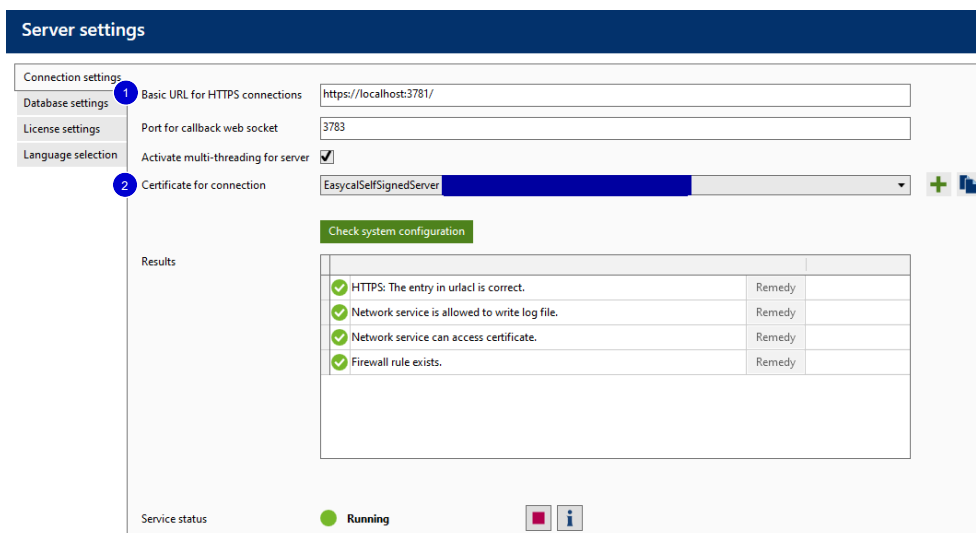 Server settings
Connection settings
Database settings
License settings
Language selection
1 Basic URL for HTTPS connections https://localhost:3781/
Port for callback web socket 3783
Activate multi-threading for server
2 Certificate for connection EasycalSelfSignedServer
Check system configuration
Results
HTTPS: The entry in urlacl is correct. Remedy
Network service is allowed to write log file. Remedy
Network service can access certificate. Remedy
Firewall rule exists. Remedy
Service status Running i